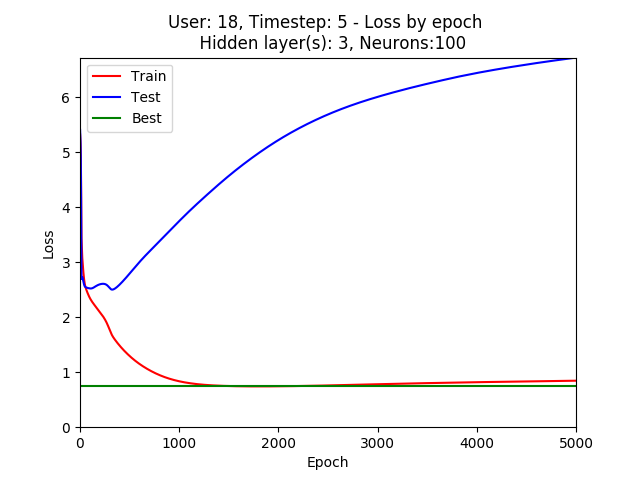 User: 18, Timestep: 5 - Loss by epoch
Hidden layer(s): 3, Neurons:100
Train
Test
Best
6
5
4
3
2
1
0
Loss
0 1000 2000 3000 4000 5000
Epoch